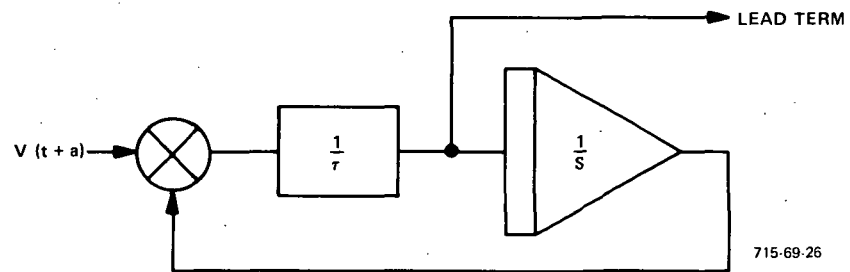 LEAD TERM
V (t + a)
1
τ
1
S
715-69-26